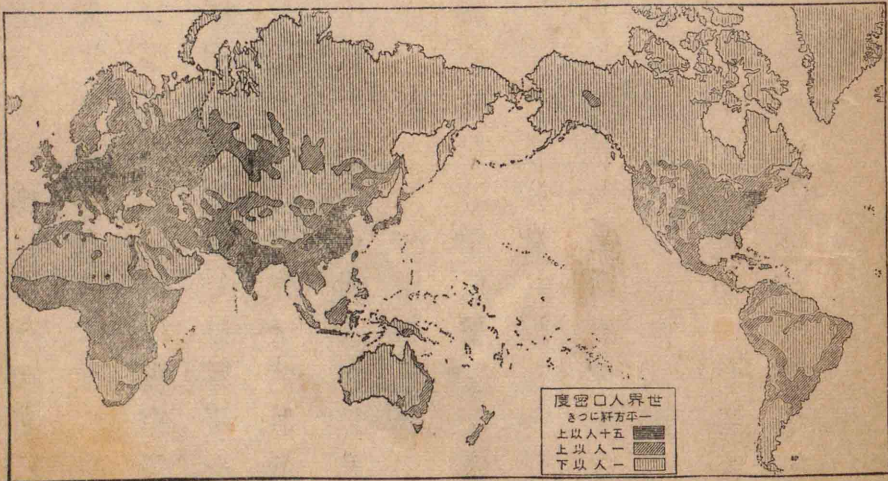 世界人口密度
一平方粁につき
五十人以上
一人以上
一人以下